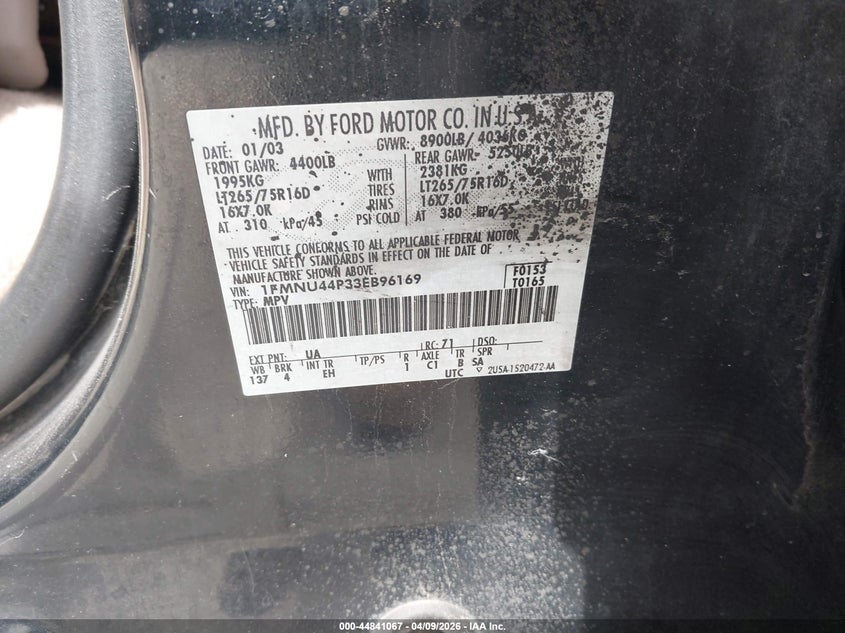 MFD. BY FORD MOTOR CO. IN U.S.A.
DATE: 01/03 GVWR: 8900LB/ 4036KG
FRONT GAWR: 4400LB REAR GAWR: 5250LB
1995KG WITH 2381KG
LT265/75R16D TIRES LT265/75R16D
16X7.0K RIMS 16X7.0K
AT 310 kPa/45 PSI COLD AT 380 kPa/55
THIS VEHICLE CONFORMS TO ALL APPLICABLE FEDERAL MOTOR
VEHICLE SAFETY STANDARDS IN EFFECT ON THE DATE OF
MANUFACTURE SHOWN ABOVE.
VIN: 1FMNU44P33EB96169 F0153
TYPE: MPV T0165
EXT PNT: UA RC: 71 DSO:
WB BRK INT TR TP/PS R AXLE TR SPR
137 4 EH 1 C1 B SA
UTC 2USA-1520472-AA
000-44841067 | 04/09/2026 | IAA Inc.